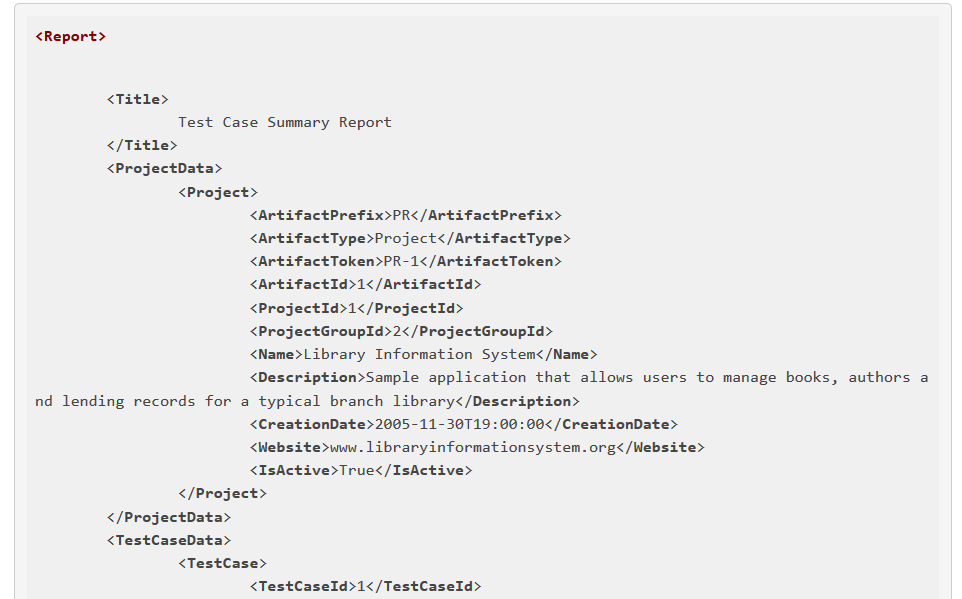 <Report>
<Title>
Test Case Summary Report
</Title>
<ProjectData>
<Project>
<ArtifactPrefix>PR</ArtifactPrefix>
<ArtifactType>Project</ArtifactType>
<ArtifactToken>PR-1</ArtifactToken>
<ArtifactId>1</ArtifactId>
<ProjectId>1</ProjectId>
<ProjectGroupId>2</ProjectGroupId>
<Name>Library Information System</Name>
<Description>Sample application that allows users to manage books, authors a
nd lending records for a typical branch library</Description>
<CreationDate>2005-11-30T19:00:00</CreationDate>
<Website>www.libraryinformationsystem.org</Website>
<IsActive>True</IsActive>
</Project>
</ProjectData>
<TestCaseData>
<TestCase>
<TestCaseId>1</TestCaseId>